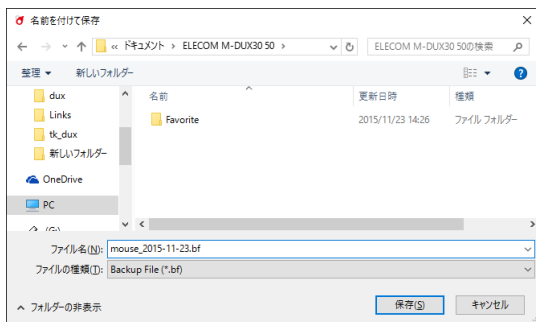 名前を付けて保存
« ドキュメント › ELECOM M-DUX30 50 ›
ELECOM M-DUX30 50の検索
整理 新しいフォルダー
dux
Links
tk_dux
新しいフォルダー
OneDrive
PC
名前 更新日時 種類
Favorite 2015/11/23 14:26 ファイル フォルダー
ファイル名(N): mouse_2015-11-23.bf
ファイルの種類(T): Backup File (*.bf)
フォルダーの非表示 保存(S) キャンセル